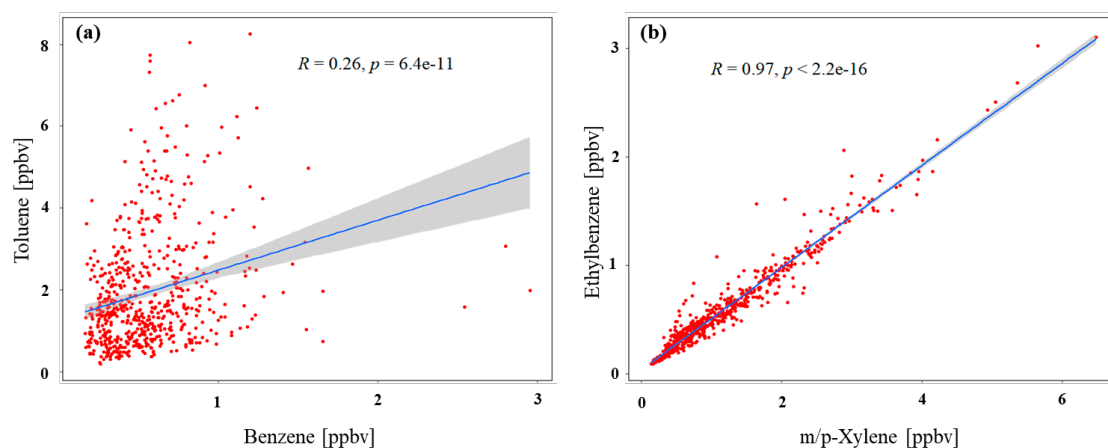 (a)
R = 0.26, p = 6.4e-11
Toluene [ppbv]
8
6
4
2
0
1
2
3
Benzene [ppbv]
(b)
R = 0.97, p < 2.2e-16
Ethylbenzene [ppbv]
3
2
1
0
0
2
4
6
m/p-Xylene [ppbv]